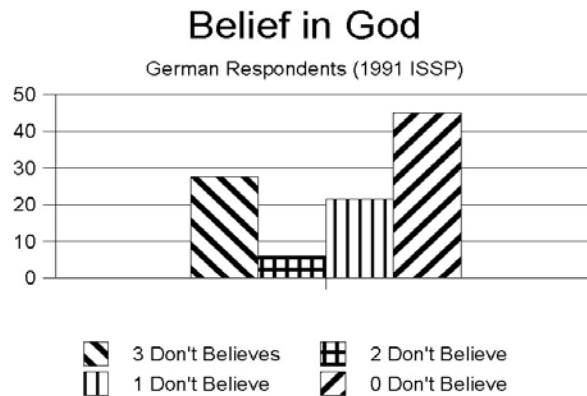 Belief in God
German Respondents (1991 ISSP)
50
40
30
20
10
0
3 Don't Believes 2 Don't Believe
1 Don't Believe 0 Don't Believe